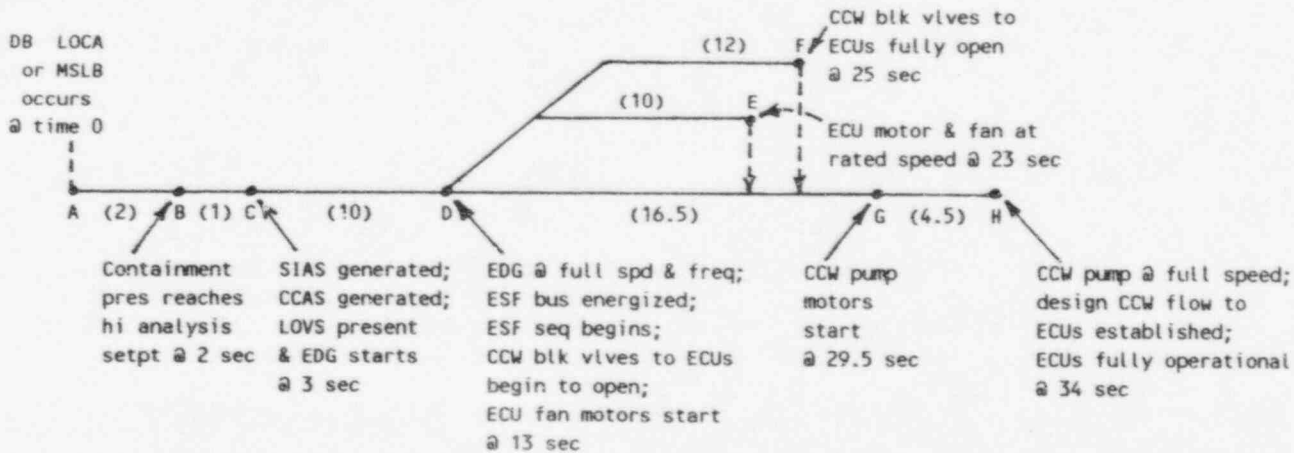 DB LOCA
or MSLB
occurs
@ time 0
(12)
F
CCW blk vlves to
ECUs fully open
@ 25 sec
(10)
E
ECU motor & fan at
rated speed @ 23 sec
A
(2)
B
(1)
C
(10)
D
(16.5)
G
(4.5)
H
Containment
pres reaches
hi analysis
setpt @ 2 sec
SIAS generated;
CCAS generated;
LOVS present
& EDG starts
@ 3 sec
EDG @ full spd & freq;
ESF bus energized;
ESF seq begins;
CCW blk vlves to ECUs
begin to open;
ECU fan motors start
@ 13 sec
CCW pump
motors
start
@ 29.5 sec
CCW pump @ full speed;
design CCW flow to
ECUs established;
ECUs fully operational
@ 34 sec